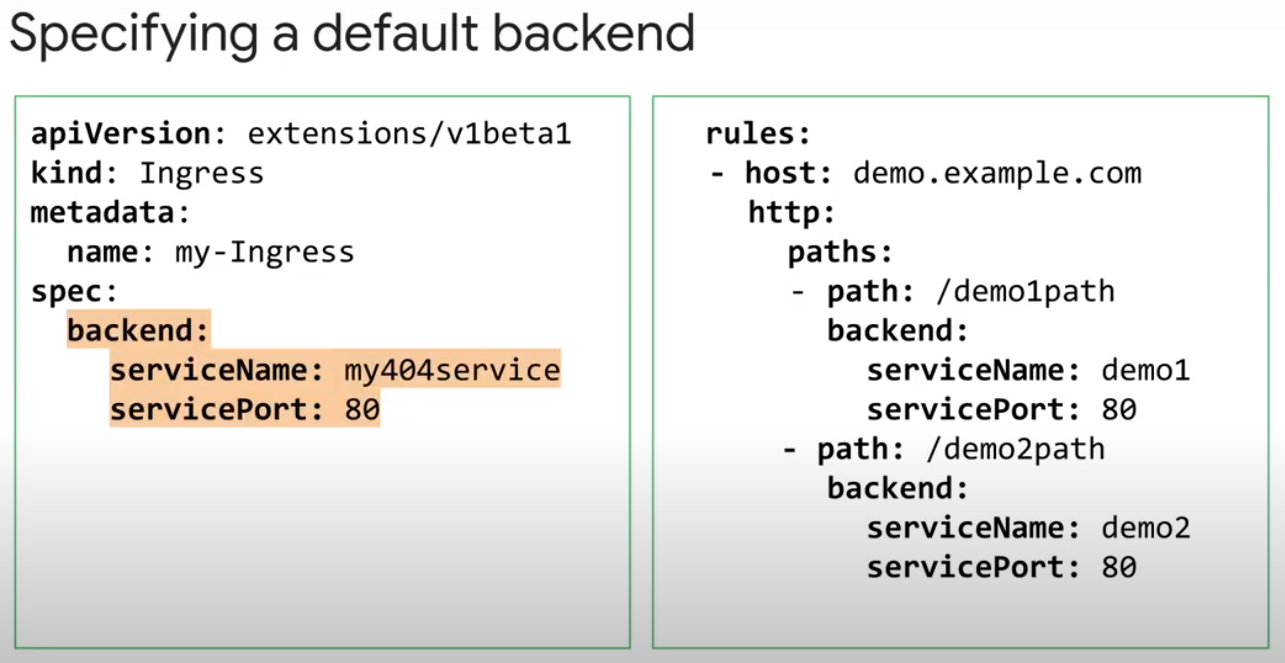 Specifying a default backend
apiVersion: extensions/v1beta1
kind: Ingress
metadata:
  name: my-Ingress
spec:
  backend:
    serviceName: my404service
    servicePort: 80
rules:
- host: demo.example.com
  http:
    paths:
    - path: /demo1path
      backend:
        serviceName: demo1
        servicePort: 80
    - path: /demo2path
      backend:
        serviceName: demo2
        servicePort: 80